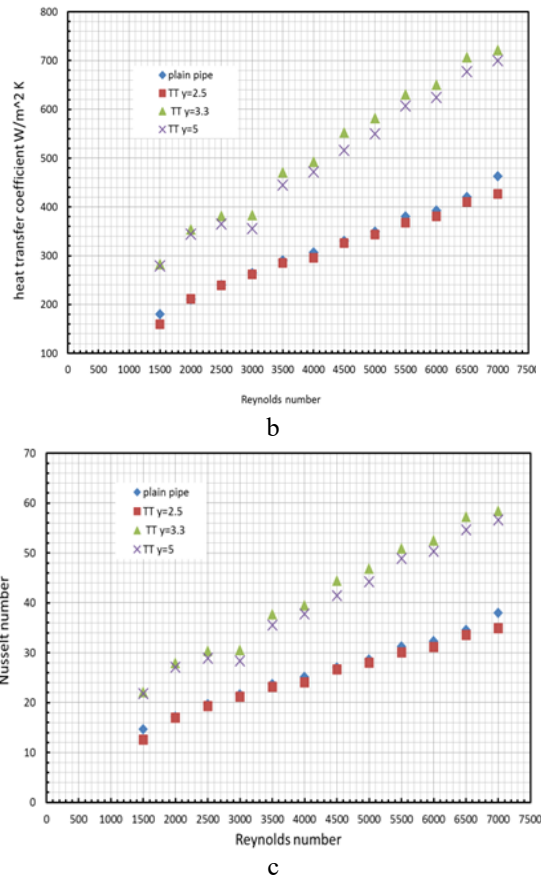 800
700
600
500
400
300
200
100
heat transfer coefficient W/m^2 K
plain pipe
TT y=2.5
TT y=3.3
TT y=5
0 500 1000 1500 2000 2500 3000 3500 4000 4500 5000 5500 6000 6500 7000 7500
Reynolds number
b
70
60
50
40
30
20
10
0
Nusselt number
plain pipe
TT y=2.5
TT y=3.3
TT y=5
0 500 1000 1500 2000 2500 3000 3500 4000 4500 5000 5500 6000 6500 7000 7500
Reynolds number
c